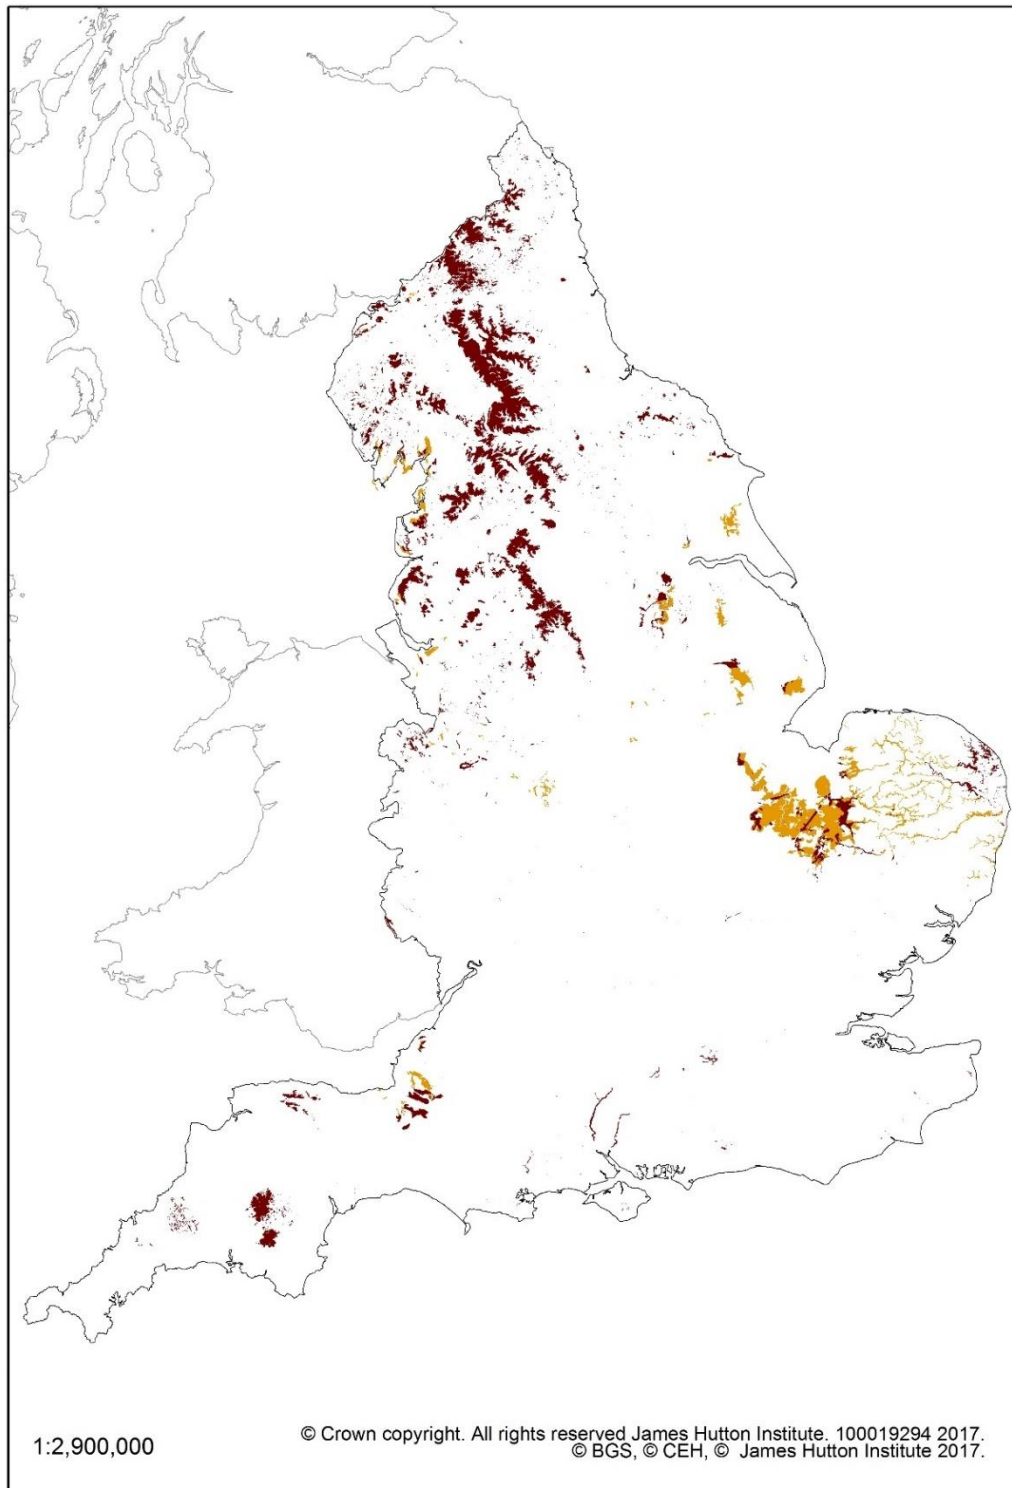 1:2,900,000
© Crown copyright. All rights reserved James Hutton Institute. 100019294 2017.
© BGS, © CEH, © James Hutton Institute 2017.